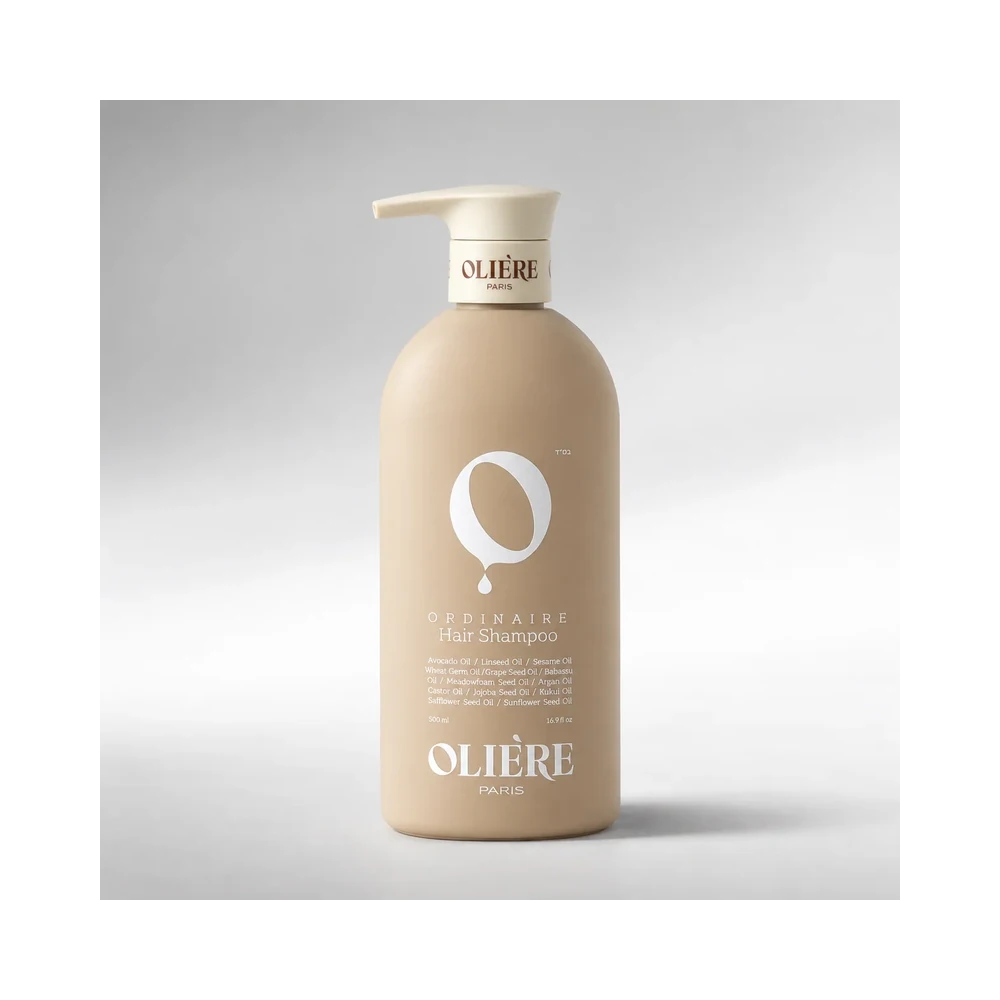 OLIÈRE
PARIS
בס"ד
ORDINAIRE
Hair Shampoo
Avocado Oil / Linseed Oil / Sesame Oil
Wheat Germ Oil /Grape Seed Oil / Babassu
Oil / Meadowfoam Seed Oil / Argan Oil
Castor Oil / Jojoba Seed Oil / Kukui Oil
Safflower Seed Oil / Sunflower Seed Oil
500 ml 16.9 fl oz
OLIÈRE
PARIS